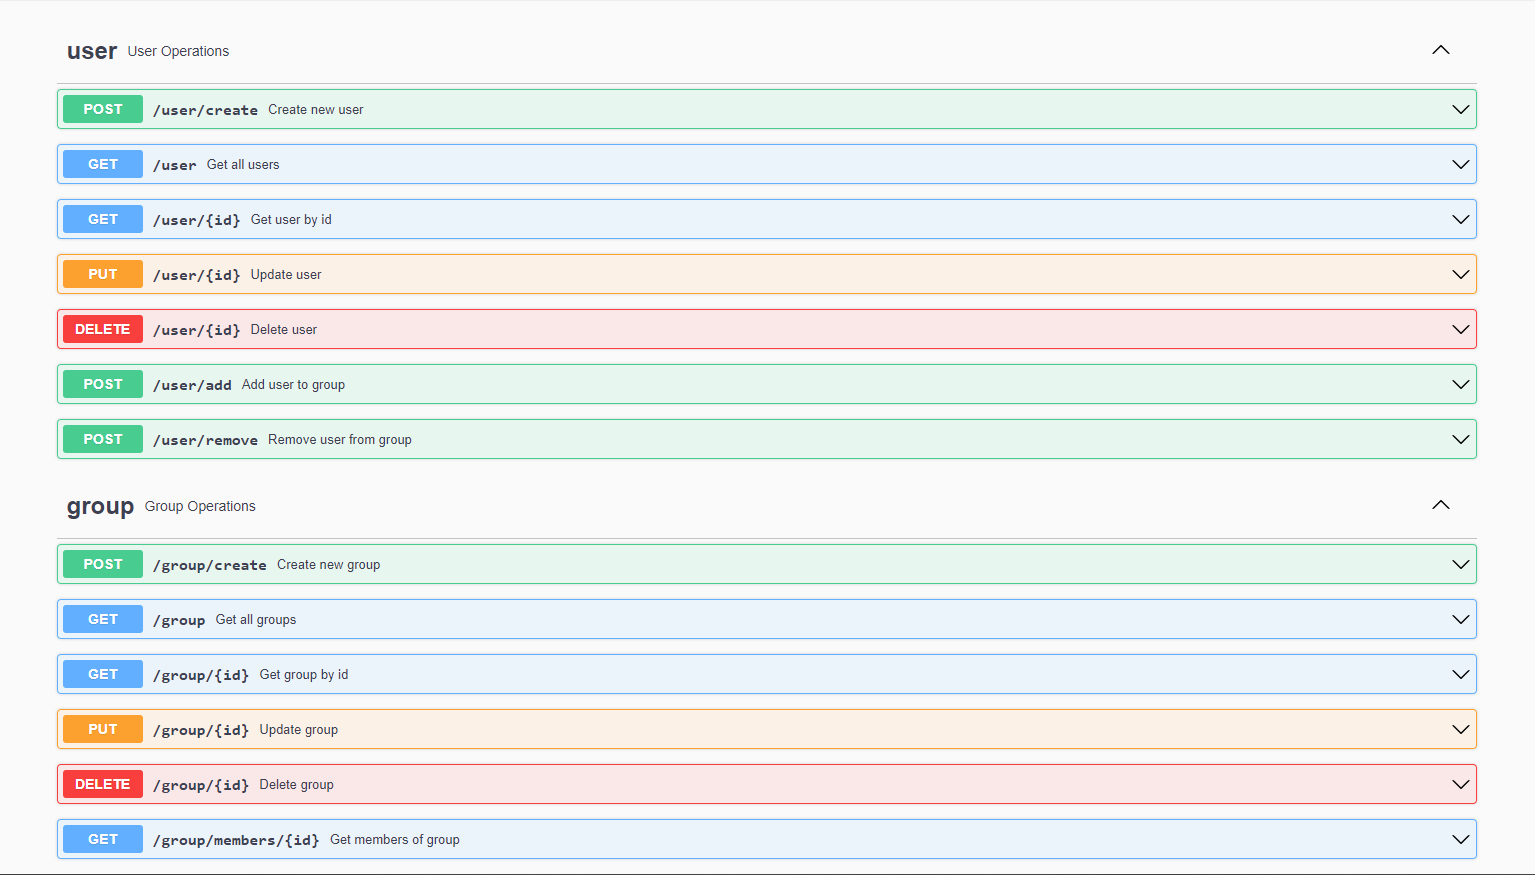 user User Operations
POST /user/create Create new user
GET /user Get all users
GET /user/{id} Get user by id
PUT /user/{id} Update user
DELETE /user/{id} Delete user
POST /user/add Add user to group
POST /user/remove Remove user from group
group Group Operations
POST /group/create Create new group
GET /group Get all groups
GET /group/{id} Get group by id
PUT /group/{id} Update group
DELETE /group/{id} Delete group
GET /group/members/{id} Get members of group